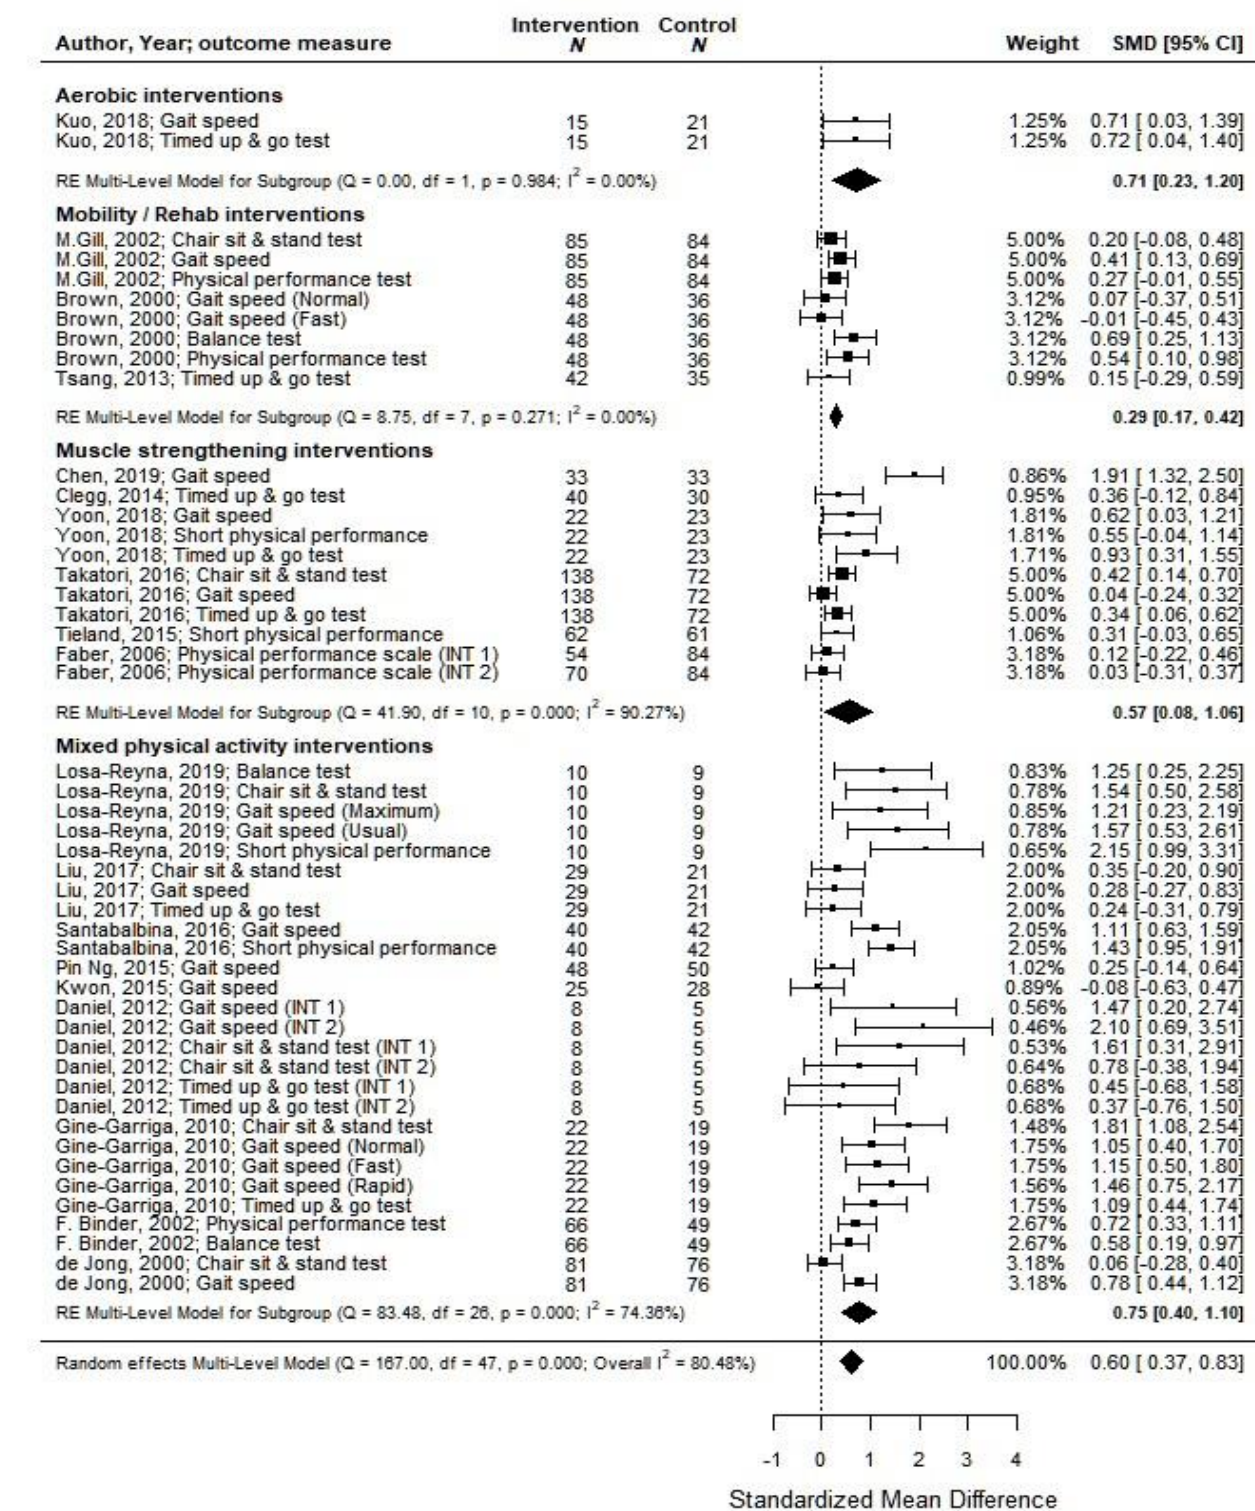 Intervention Control
Author, Year; outcome measure N N Weight SMD [95% CI]
Aerobic interventions
Kuo, 2018; Gait speed 15 21 1.25% 0.71 [ 0.03, 1.39]
Kuo, 2018; Timed up & go test 15 21 1.25% 0.72 [ 0.04, 1.40]
RE Multi-Level Model for Subgroup (Q = 0.00, df = 1, p = 0.984; I² = 0.00%) 0.71 [0.23, 1.20]
Mobility / Rehab interventions
M.Gill, 2002; Chair sit & stand test 85 84 5.00% 0.20 [-0.08, 0.48]
M.Gill, 2002; Gait speed 85 84 5.00% 0.41 [ 0.13, 0.69]
M.Gill, 2002; Physical performance test 85 84 5.00% 0.27 [-0.01, 0.55]
Brown, 2000; Gait speed (Normal) 48 36 3.12% 0.07 [-0.37, 0.51]
Brown, 2000; Gait speed (Fast) 48 36 3.12% -0.01 [-0.45, 0.43]
Brown, 2000; Balance test 48 36 3.12% 0.69 [ 0.25, 1.13]
Brown, 2000; Physical performance test 48 36 3.12% 0.54 [ 0.10, 0.98]
Tsang, 2013; Timed up & go test 42 35 0.99% 0.15 [-0.29, 0.59]
RE Multi-Level Model for Subgroup (Q = 8.75, df = 7, p = 0.271; I² = 0.00%) 0.29 [0.17, 0.42]
Muscle strengthening interventions
Chen, 2019; Gait speed 33 33 0.86% 1.91 [ 1.32, 2.50]
Clegg, 2014; Timed up & go test 40 30 0.95% 0.36 [-0.12, 0.84]
Yoon, 2018; Gait speed 22 23 1.81% 0.62 [ 0.03, 1.21]
Yoon, 2018; Short physical performance 22 23 1.81% 0.55 [-0.04, 1.14]
Yoon, 2018; Timed up & go test 22 23 1.71% 0.93 [ 0.31, 1.55]
Takatori, 2016; Chair sit & stand test 138 72 5.00% 0.42 [ 0.14, 0.70]
Takatori, 2016; Gait speed 138 72 5.00% 0.04 [-0.24, 0.32]
Takatori, 2016; Timed up & go test 138 72 5.00% 0.34 [ 0.06, 0.62]
Tieland, 2015; Short physical performance 62 61 1.06% 0.31 [-0.03, 0.65]
Faber, 2006; Physical performance scale (INT 1) 54 84 3.18% 0.12 [-0.22, 0.46]
Faber, 2006; Physical performance scale (INT 2) 70 84 3.18% 0.03 [-0.31, 0.37]
RE Multi-Level Model for Subgroup (Q = 41.90, df = 10, p = 0.000; I² = 90.27%) 0.57 [0.08, 1.06]
Mixed physical activity interventions
Losa-Reyna, 2019; Balance test 10 9 0.83% 1.25 [ 0.25, 2.25]
Losa-Reyna, 2019; Chair sit & stand test 10 9 0.78% 1.54 [ 0.50, 2.58]
Losa-Reyna, 2019; Gait speed (Maximum) 10 9 0.85% 1.21 [ 0.23, 2.19]
Losa-Reyna, 2019; Gait speed (Usual) 10 9 0.78% 1.57 [ 0.53, 2.61]
Losa-Reyna, 2019; Short physical performance 10 9 0.65% 2.15 [ 0.99, 3.31]
Liu, 2017; Chair sit & stand test 29 21 2.00% 0.35 [-0.20, 0.90]
Liu, 2017; Gait speed 29 21 2.00% 0.28 [-0.27, 0.83]
Liu, 2017; Timed up & go test 29 21 2.00% 0.24 [-0.31, 0.79]
Santabalbina, 2016; Gait speed 40 42 2.05% 1.11 [ 0.63, 1.59]
Santabalbina, 2016; Short physical performance 40 42 2.05% 1.43 [ 0.95, 1.91]
Pin Ng, 2015; Gait speed 48 50 1.02% 0.25 [-0.14, 0.64]
Kwon, 2015; Gait speed 25 28 0.89% -0.08 [-0.63, 0.47]
Daniel, 2012; Gait speed (INT 1) 8 5 0.56% 1.47 [ 0.20, 2.74]
Daniel, 2012; Gait speed (INT 2) 8 5 0.46% 2.10 [ 0.69, 3.51]
Daniel, 2012; Chair sit & stand test (INT 1) 8 5 0.53% 1.61 [ 0.31, 2.91]
Daniel, 2012; Chair sit & stand test (INT 2) 8 5 0.64% 0.78 [-0.38, 1.94]
Daniel, 2012; Timed up & go test (INT 1) 8 5 0.68% 0.45 [-0.68, 1.58]
Daniel, 2012; Timed up & go test (INT 2) 8 5 0.68% 0.37 [-0.76, 1.50]
Gine-Garriga, 2010; Chair sit & stand test 22 19 1.48% 1.81 [ 1.08, 2.54]
Gine-Garriga, 2010; Gait speed (Normal) 22 19 1.75% 1.05 [ 0.40, 1.70]
Gine-Garriga, 2010; Gait speed (Fast) 22 19 1.75% 1.15 [ 0.50, 1.80]
Gine-Garriga, 2010; Gait speed (Rapid) 22 19 1.56% 1.46 [ 0.75, 2.17]
Gine-Garriga, 2010; Timed up & go test 22 19 1.75% 1.09 [ 0.44, 1.74]
F. Binder, 2002; Physical performance test 66 49 2.67% 0.72 [ 0.33, 1.11]
F. Binder, 2002; Balance test 66 49 2.67% 0.58 [ 0.19, 0.97]
de Jong, 2000; Chair sit & stand test 81 76 3.18% 0.06 [-0.28, 0.40]
de Jong, 2000; Gait speed 81 76 3.18% 0.78 [ 0.44, 1.12]
RE Multi-Level Model for Subgroup (Q = 83.48, df = 26, p = 0.000; I² = 74.36%) 0.75 [0.40, 1.10]
Random effects Multi-Level Model (Q = 167.00, df = 47, p = 0.000; Overall I² = 80.48%) 100.00% 0.60 [ 0.37, 0.83]
-1 0 1 2 3 4
Standardized Mean Difference